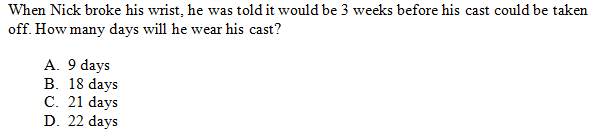 When Nick broke his wrist, he was told it would be 3 weeks before his cast could be taken
off. How many days will he wear his cast?
A. 9 days
B. 18 days
C. 21 days
D. 22 days